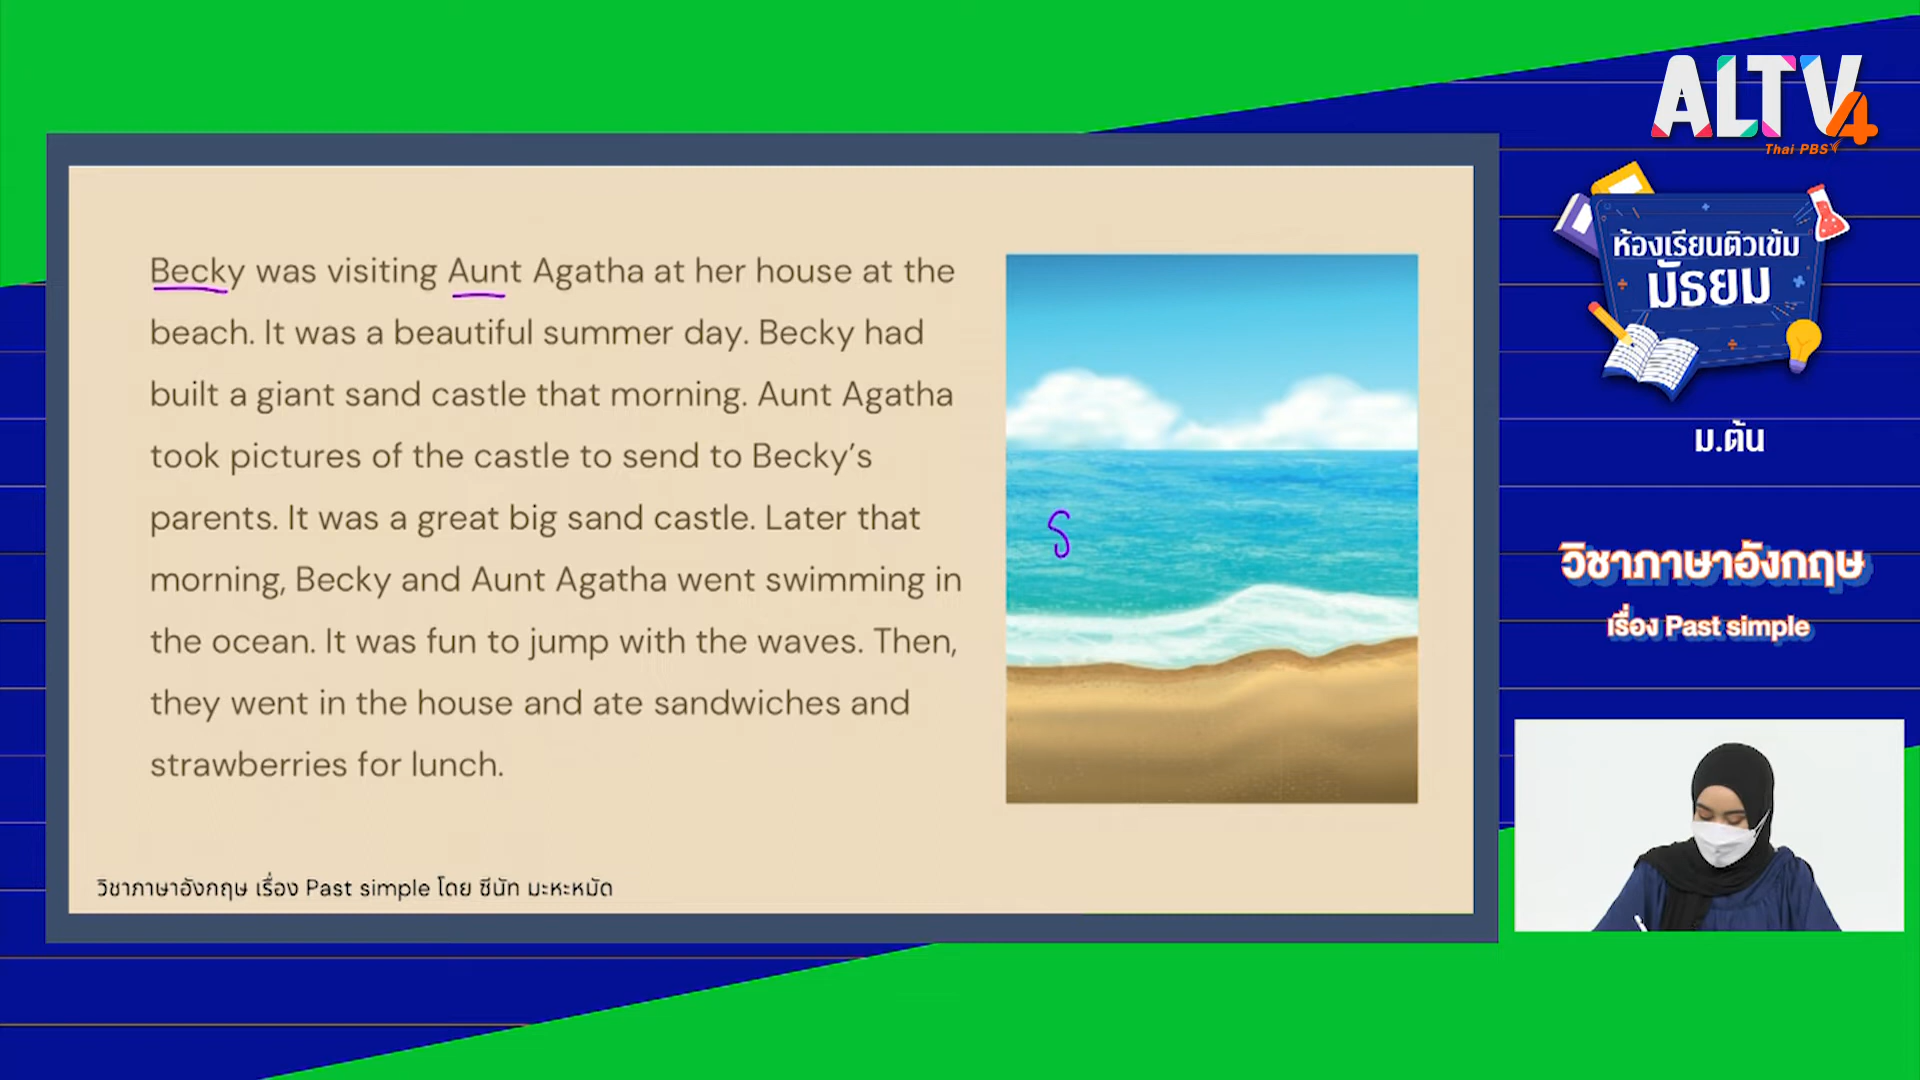 ALTV4
Thai PBS
ห้องเรียนติวเข้ม
มัธยม
ม.ต้น
วิชาภาษาอังกฤษ
เรื่อง Past simple
Becky was visiting Aunt Agatha at her house at the
beach. It was a beautiful summer day. Becky had
built a giant sand castle that morning. Aunt Agatha
took pictures of the castle to send to Becky’s
parents. It was a great big sand castle. Later that
morning, Becky and Aunt Agatha went swimming in
the ocean. It was fun to jump with the waves. Then,
they went in the house and ate sandwiches and
strawberries for lunch.
วิชาภาษาอังกฤษ เรื่อง Past simple โดย ซีนัท มะหะหมัด